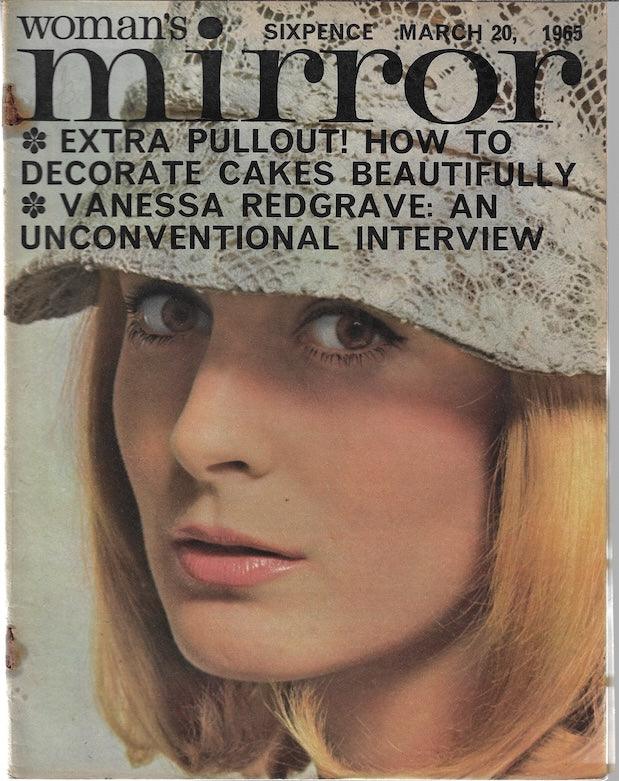 woman's SIXPENCE MARCH 20, 1965
mirror
✽ EXTRA PULLOUT! HOW TO
DECORATE CAKES BEAUTIFULLY
✽ VANESSA REDGRAVE: AN
UNCONVENTIONAL INTERVIEW